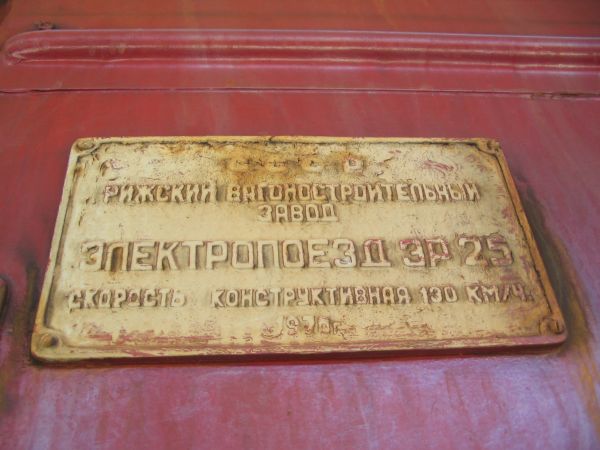 СССР
РИЖСКИЙ ВАГОНОСТРОИТЕЛЬНЫЙ
ЗАВОД
ЭЛЕКТРОПОЕЗД ЭР 25
СКОРОСТЬ КОНСТРУКТИВНАЯ 130 КМ/Ч.